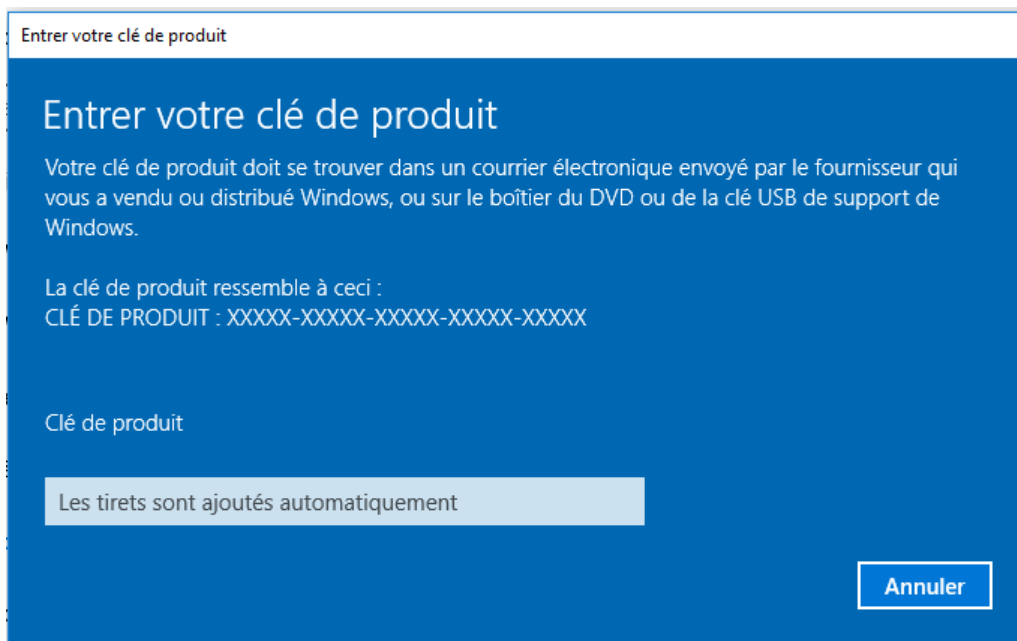 Entrer votre clé de produit
Entrer votre clé de produit
Votre clé de produit doit se trouver dans un courrier électronique envoyé par le fournisseur qui
vous a vendu ou distribué Windows, ou sur le boîtier du DVD ou de la clé USB de support de
Windows.
La clé de produit ressemble à ceci :
CLÉ DE PRODUIT : XXXXX-XXXXX-XXXXX-XXXXX-XXXXX
Clé de produit
Les tirets sont ajoutés automatiquement
Annuler